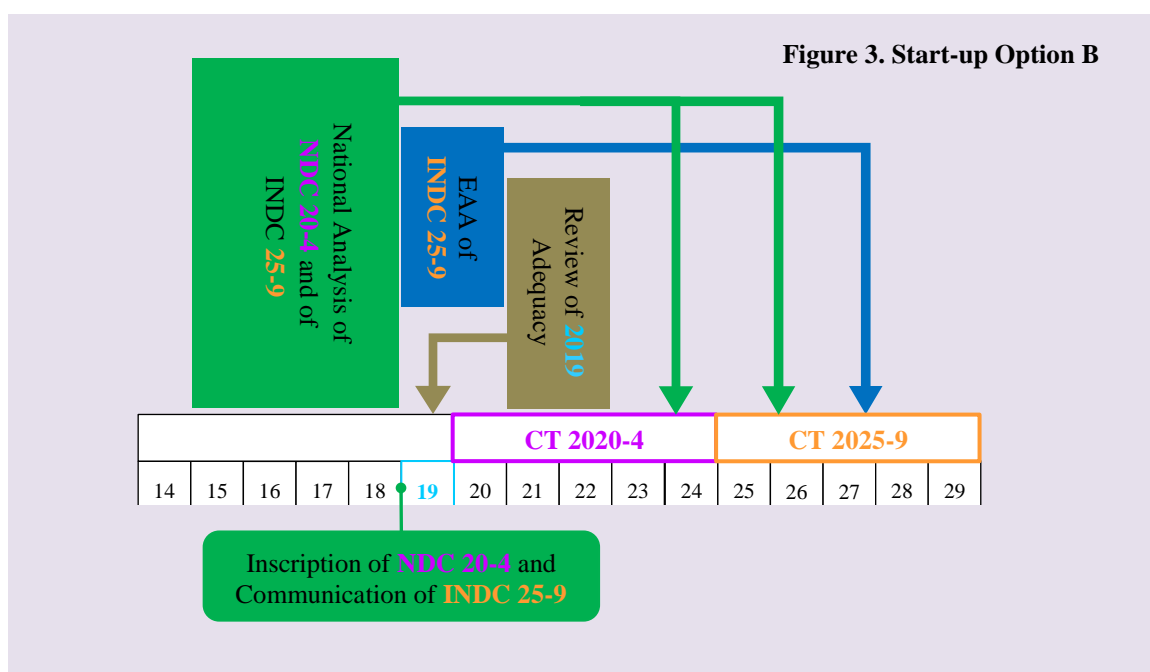 Figure 3. Start-up Option B
National Analysis of
NDC 20-4 and of
INDC 25-9
EAA of
INDC 25-9
Review of 2019
Adequacy
CT 2020-4
CT 2025-9
14 15 16 17 18 19 20 21 22 23 24 25 26 27 28 29
Inscription of NDC 20-4 and
Communication of INDC 25-9